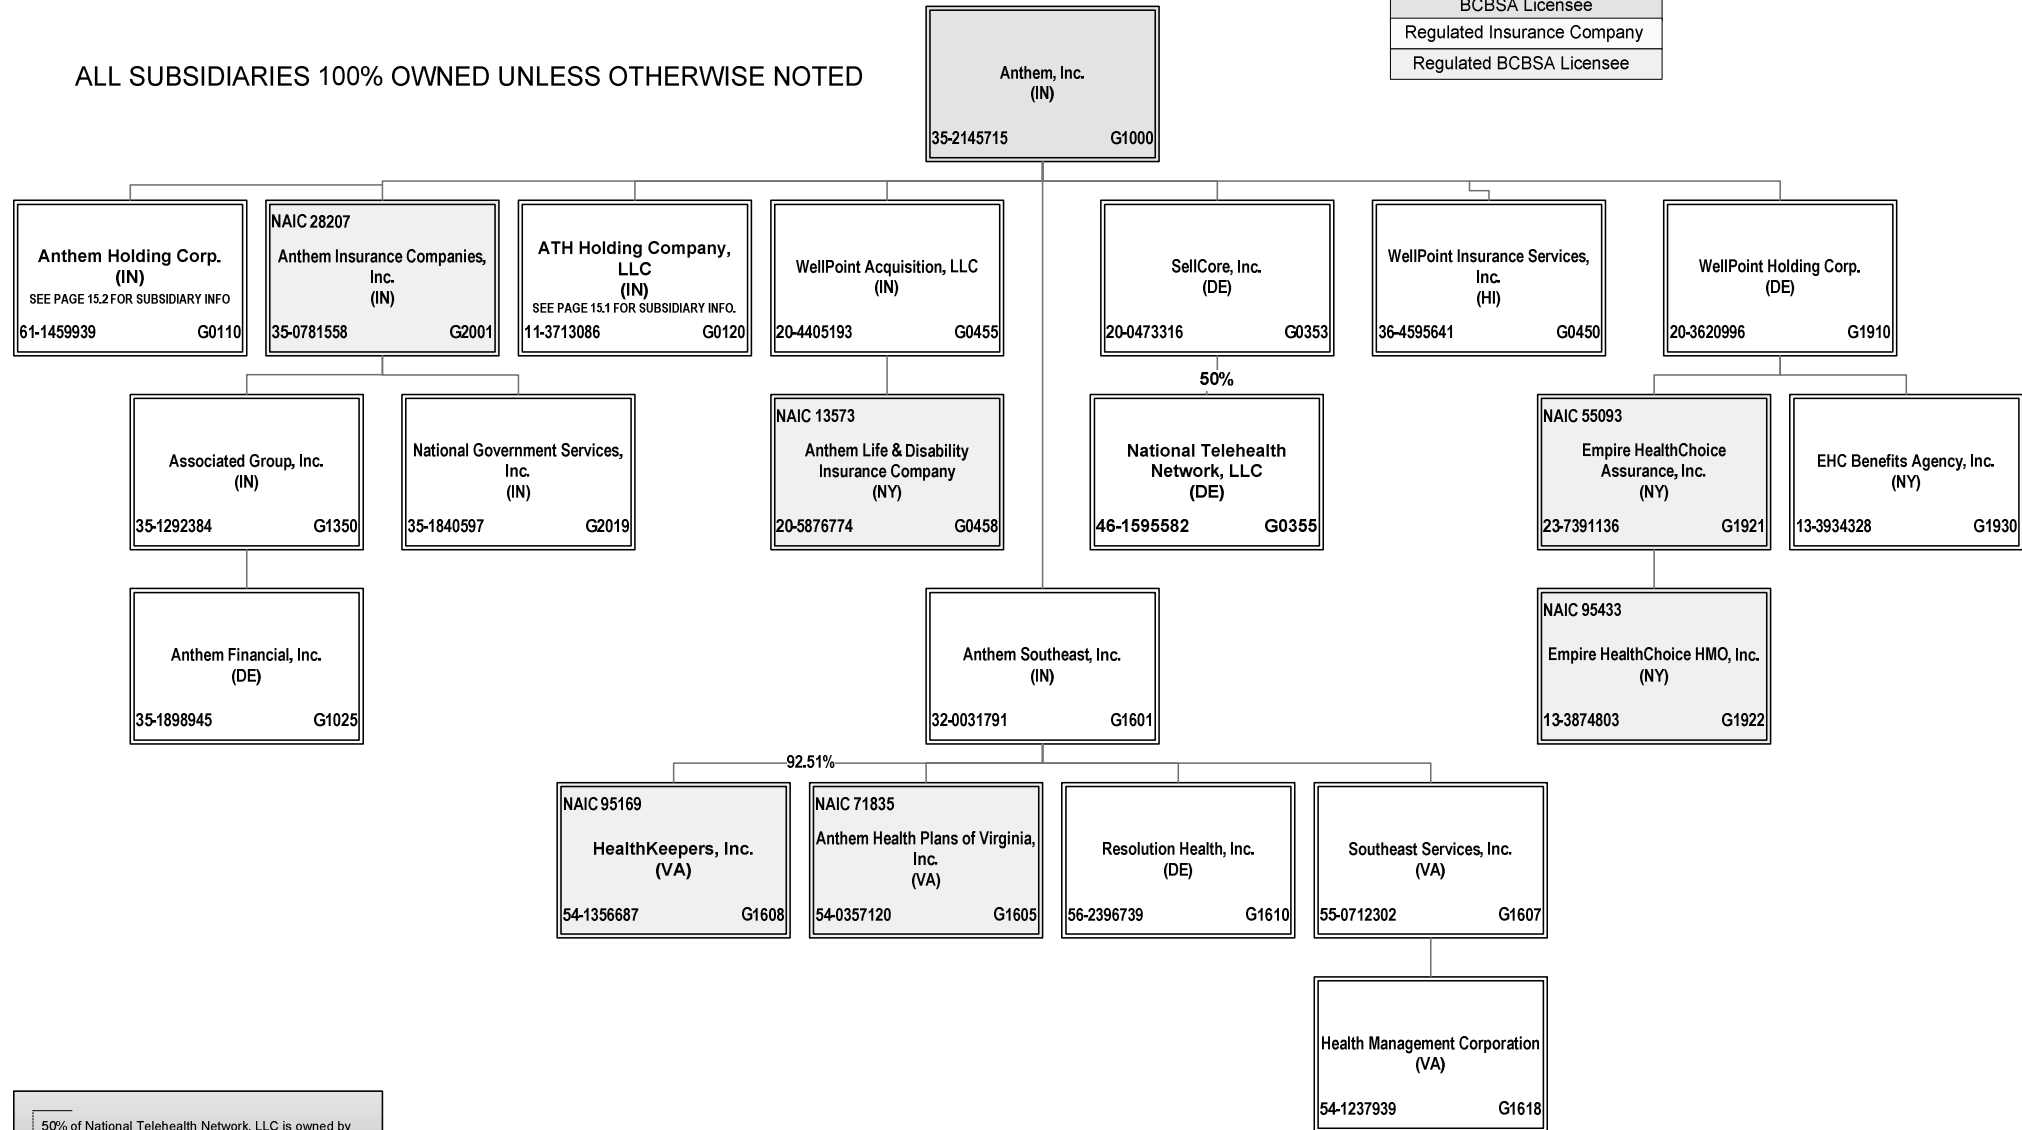 BCBSA Licensee
Regulated Insurance Company
Regulated BCBSA Licensee
ALL SUBSIDIARIES 100% OWNED UNLESS OTHERWISE NOTED
Anthem, Inc.
(IN)
35-2145715 G1000
Anthem Holding Corp.
(IN)
SEE PAGE 15.2 FOR SUBSIDIARY INFO
61-1459939 G0110
NAIC 28207
Anthem Insurance Companies,
Inc.
(IN)
35-0781558 G2001
ATH Holding Company,
LLC
(IN)
SEE PAGE 15.1 FOR SUBSIDIARY INFO.
11-3713086 G0120
WellPoint Acquisition, LLC
(IN)
20-4405193 G0455
SellCore, Inc.
(DE)
20-0473316 G0353
WellPoint Insurance Services,
Inc.
(HI)
36-4595641 G0450
WellPoint Holding Corp.
(DE)
20-3620996 G1910
50%
Associated Group, Inc.
(IN)
35-1292384 G1350
National Government Services,
Inc.
(IN)
35-1840597 G2019
NAIC 13573
Anthem Life & Disability
Insurance Company
(NY)
20-5876774 G0458
National Telehealth
Network, LLC
(DE)
46-1595582 G0355
NAIC 55093
Empire HealthChoice
Assurance, Inc.
(NY)
23-7391136 G1921
EHC Benefits Agency, Inc.
(NY)
13-3934328 G1930
Anthem Financial, Inc.
(DE)
35-1898945 G1025
Anthem Southeast, Inc.
(IN)
32-0031791 G1601
NAIC 95433
Empire HealthChoice HMO, Inc.
(NY)
13-3874803 G1922
92.51%
NAIC 95169
HealthKeepers, Inc.
(VA)
54-1356687 G1608
NAIC 71835
Anthem Health Plans of Virginia,
Inc.
(VA)
54-0357120 G1605
Resolution Health, Inc.
(DE)
56-2396739 G1610
Southeast Services, Inc.
(VA)
55-0712302 G1607
Health Management Corporation
(VA)
54-1237939 G1618
50% of National Telehealth Network, LLC is owned by